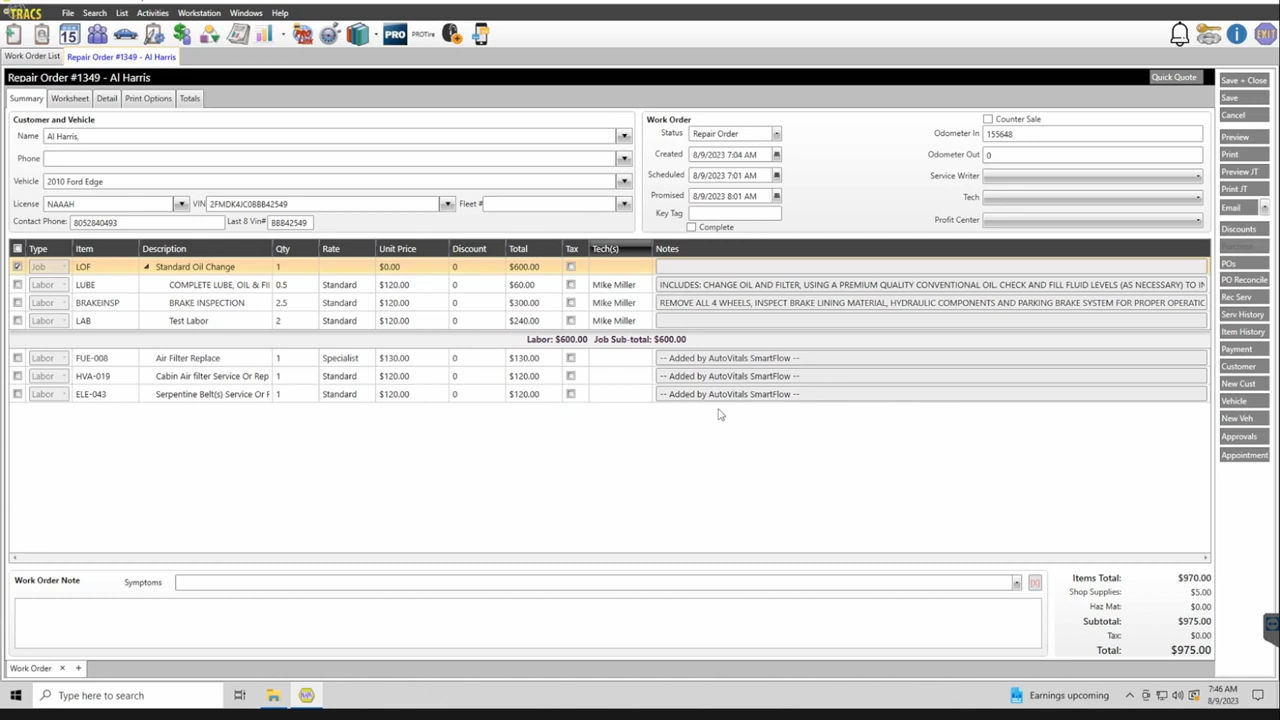 TRACS File Search List Activities Workstation Windows Help
15 PRO PROTire EXIT
Work Order List Repair Order #1349 - Al Harris
Repair Order #1349 - Al Harris Quick Quote
Summary Worksheet Detail Print Options Totals
Customer and Vehicle
Name Al Harris,
Phone
Vehicle 2010 Ford Edge
License NAAAH VIN 2FMDK4JC0BBB42549 Fleet #
Contact Phone: 8052840493 Last 8 Vin# BBB42549
Work Order Counter Sale
Status Repair Order Odometer In 155648
Created 8/9/2023 7:04 AM Odometer Out 0
Scheduled 8/9/2023 7:01 AM Service Writer
Promised 8/9/2023 8:01 AM Tech
Key Tag Profit Center
Complete
Type Item Description Qty Rate Unit Price Discount Total Tax Tech(s) Notes
Job LOF Standard Oil Change 1 $0.00 0 $600.00
Labor LUBE COMPLETE LUBE, OIL & FI 0.5 Standard $120.00 0 $60.00 MIke Miller INCLUDES: CHANGE OIL AND FILTER, USING A PREMIUM QUALITY CONVENTIONAL OIL. CHECK AND FILL FLUID LEVELS (AS NECESSARY) TO IN
Labor BRAKEINSP BRAKE INSPECTION 2.5 Standard $120.00 0 $300.00 MIke Miller REMOVE ALL 4 WHEELS, INSPECT BRAKE LINING MATERIAL, HYDRAULIC COMPONENTS AND PARKING BRAKE SYSTEM FOR PROPER OPERATIO
Labor LAB Test Labor 2 Standard $120.00 0 $240.00 MIke Miller
Labor: $600.00 Job Sub-total: $600.00
Labor FUE-008 Air Filter Replace 1 Specialist $130.00 0 $130.00 -- Added by AutoVitals SmartFlow --
Labor HVA-019 Cabin Air filter Service Or Rep 1 Standard $120.00 0 $120.00 -- Added by AutoVitals SmartFlow --
Labor ELE-043 Serpentine Belt(s) Service Or F 1 Standard $120.00 0 $120.00 -- Added by AutoVitals SmartFlow --
Save + Close
Save
Cancel
Preview
Print
Preview JT
Print JT
Email
Discounts
Purchase
POs
PO Reconcile
Rec Serv
Serv History
Item History
Payment
Customer
New Cust
Vehicle
New Veh
Approvals
Appointment
Work Order Note Symptoms
Items Total: $970.00
Shop Supplies: $5.00
Haz Mat: $0.00
Subtotal: $975.00
Tax: $0.00
Total: $975.00
Work Order x +
Type here to search Earnings upcoming 7:46 AM
8/9/2023